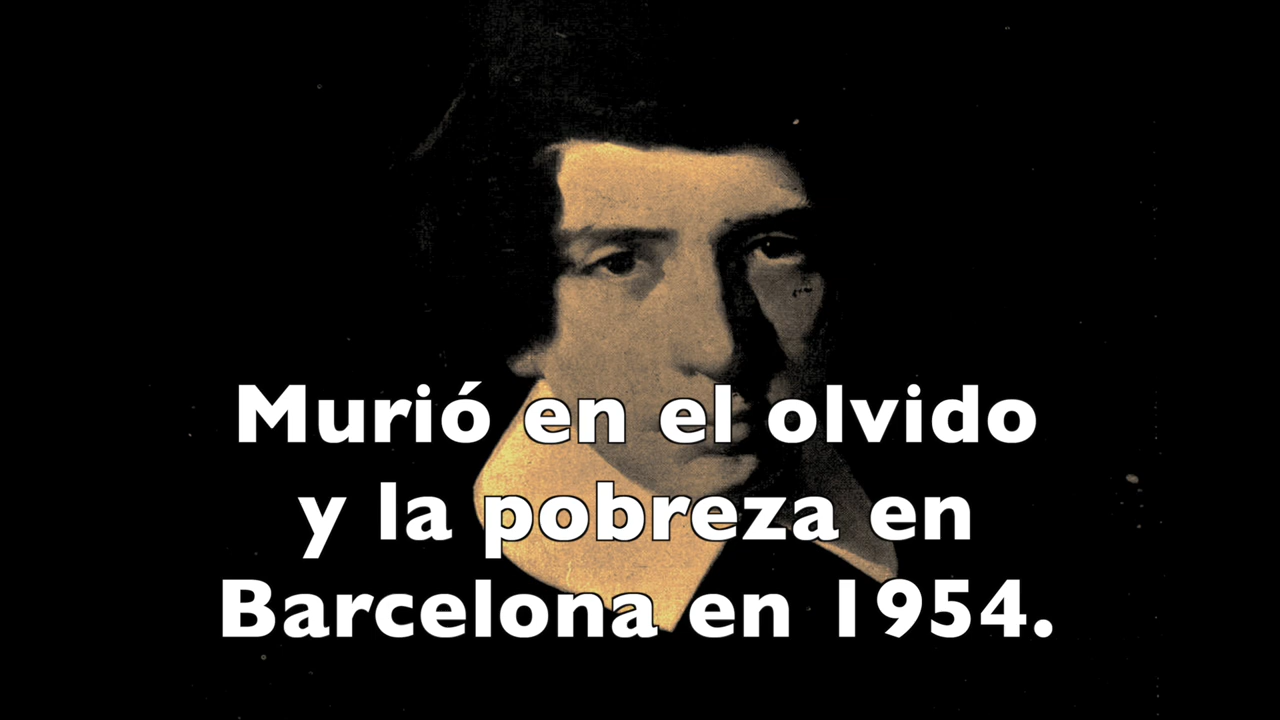 Murió en el olvido
y la pobreza en
Barcelona en 1954.